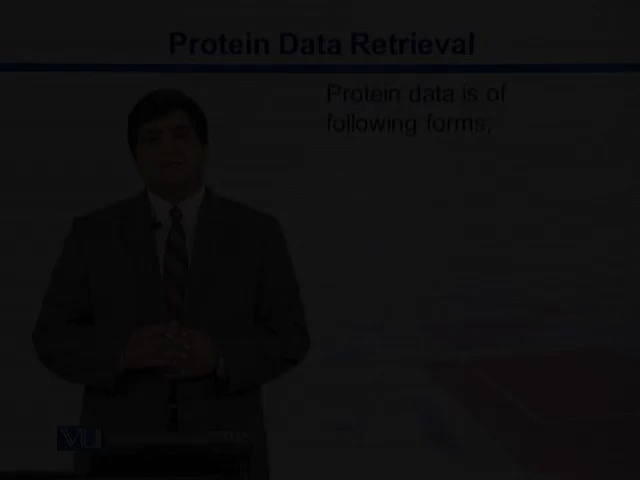 Protein Data Retrieval
Protein data is of
following forms;
VU